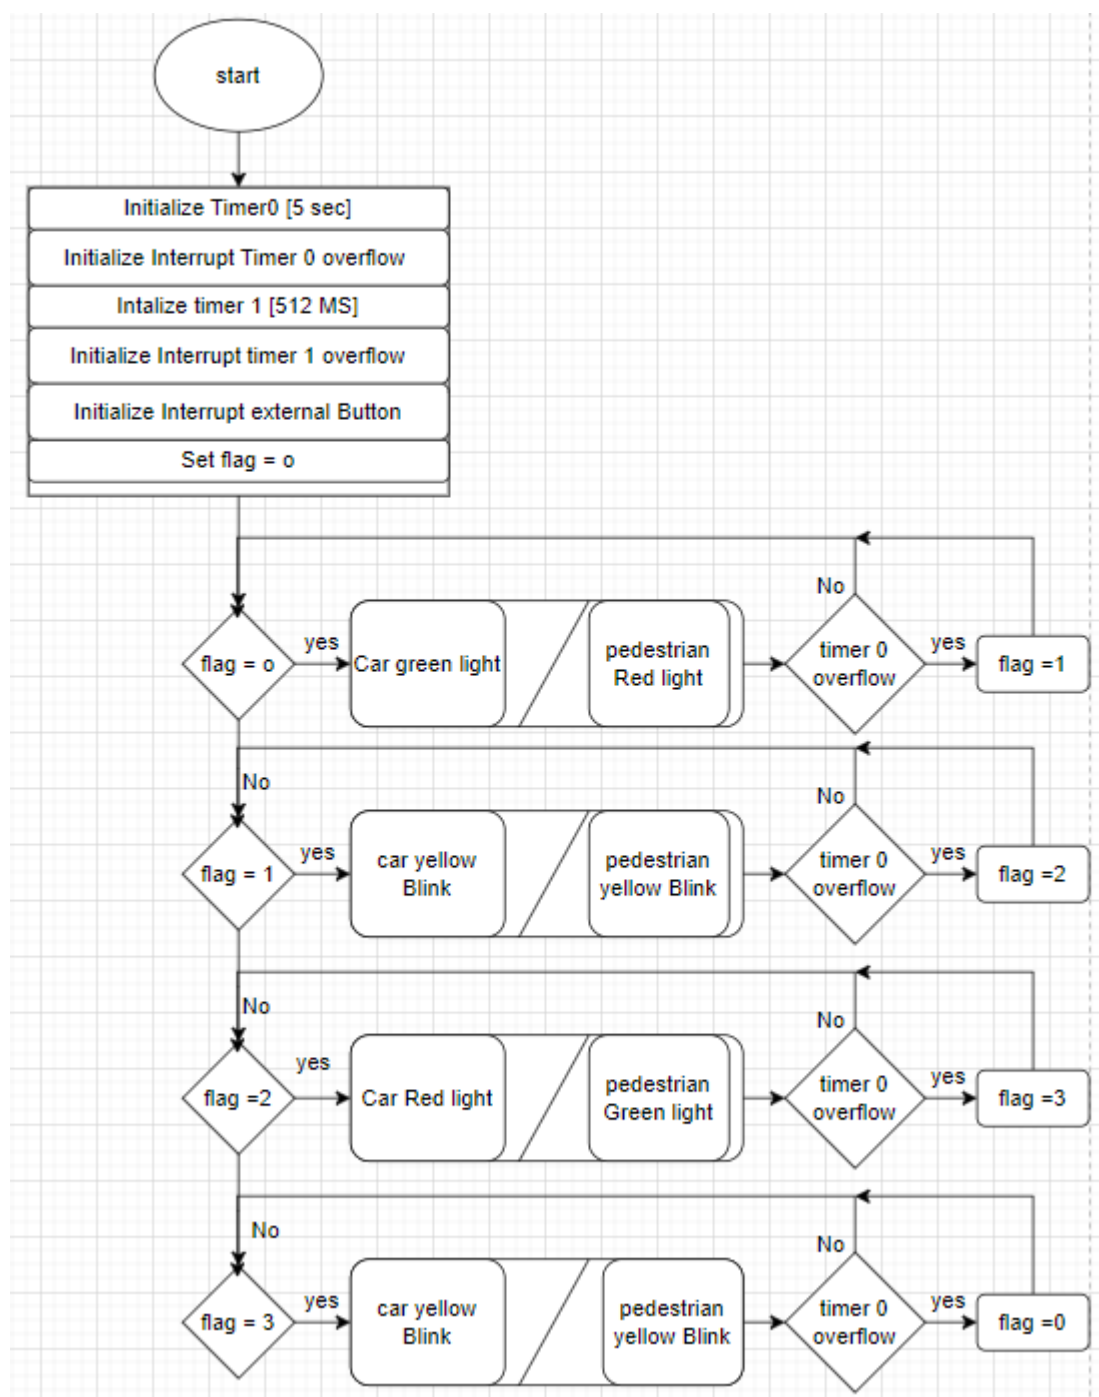 start
Initialize Timer0 [5 sec]
Initialize Interrupt Timer 0 overflow
Intalize timer 1 [512 MS]
Initialize Interrupt timer 1 overflow
Initialize Interrupt external Button
Set flag = o
No
flag = o
yes
Car green light
pedestrian
Red light
timer 0
overflow
yes
flag =1
No
No
flag = 1
yes
car yellow
Blink
pedestrian
yellow Blink
timer 0
overflow
yes
flag =2
No
No
flag =2
yes
Car Red light
pedestrian
Green light
timer 0
overflow
yes
flag =3
No
No
flag = 3
yes
car yellow
Blink
pedestrian
yellow Blink
timer 0
overflow
yes
flag =0